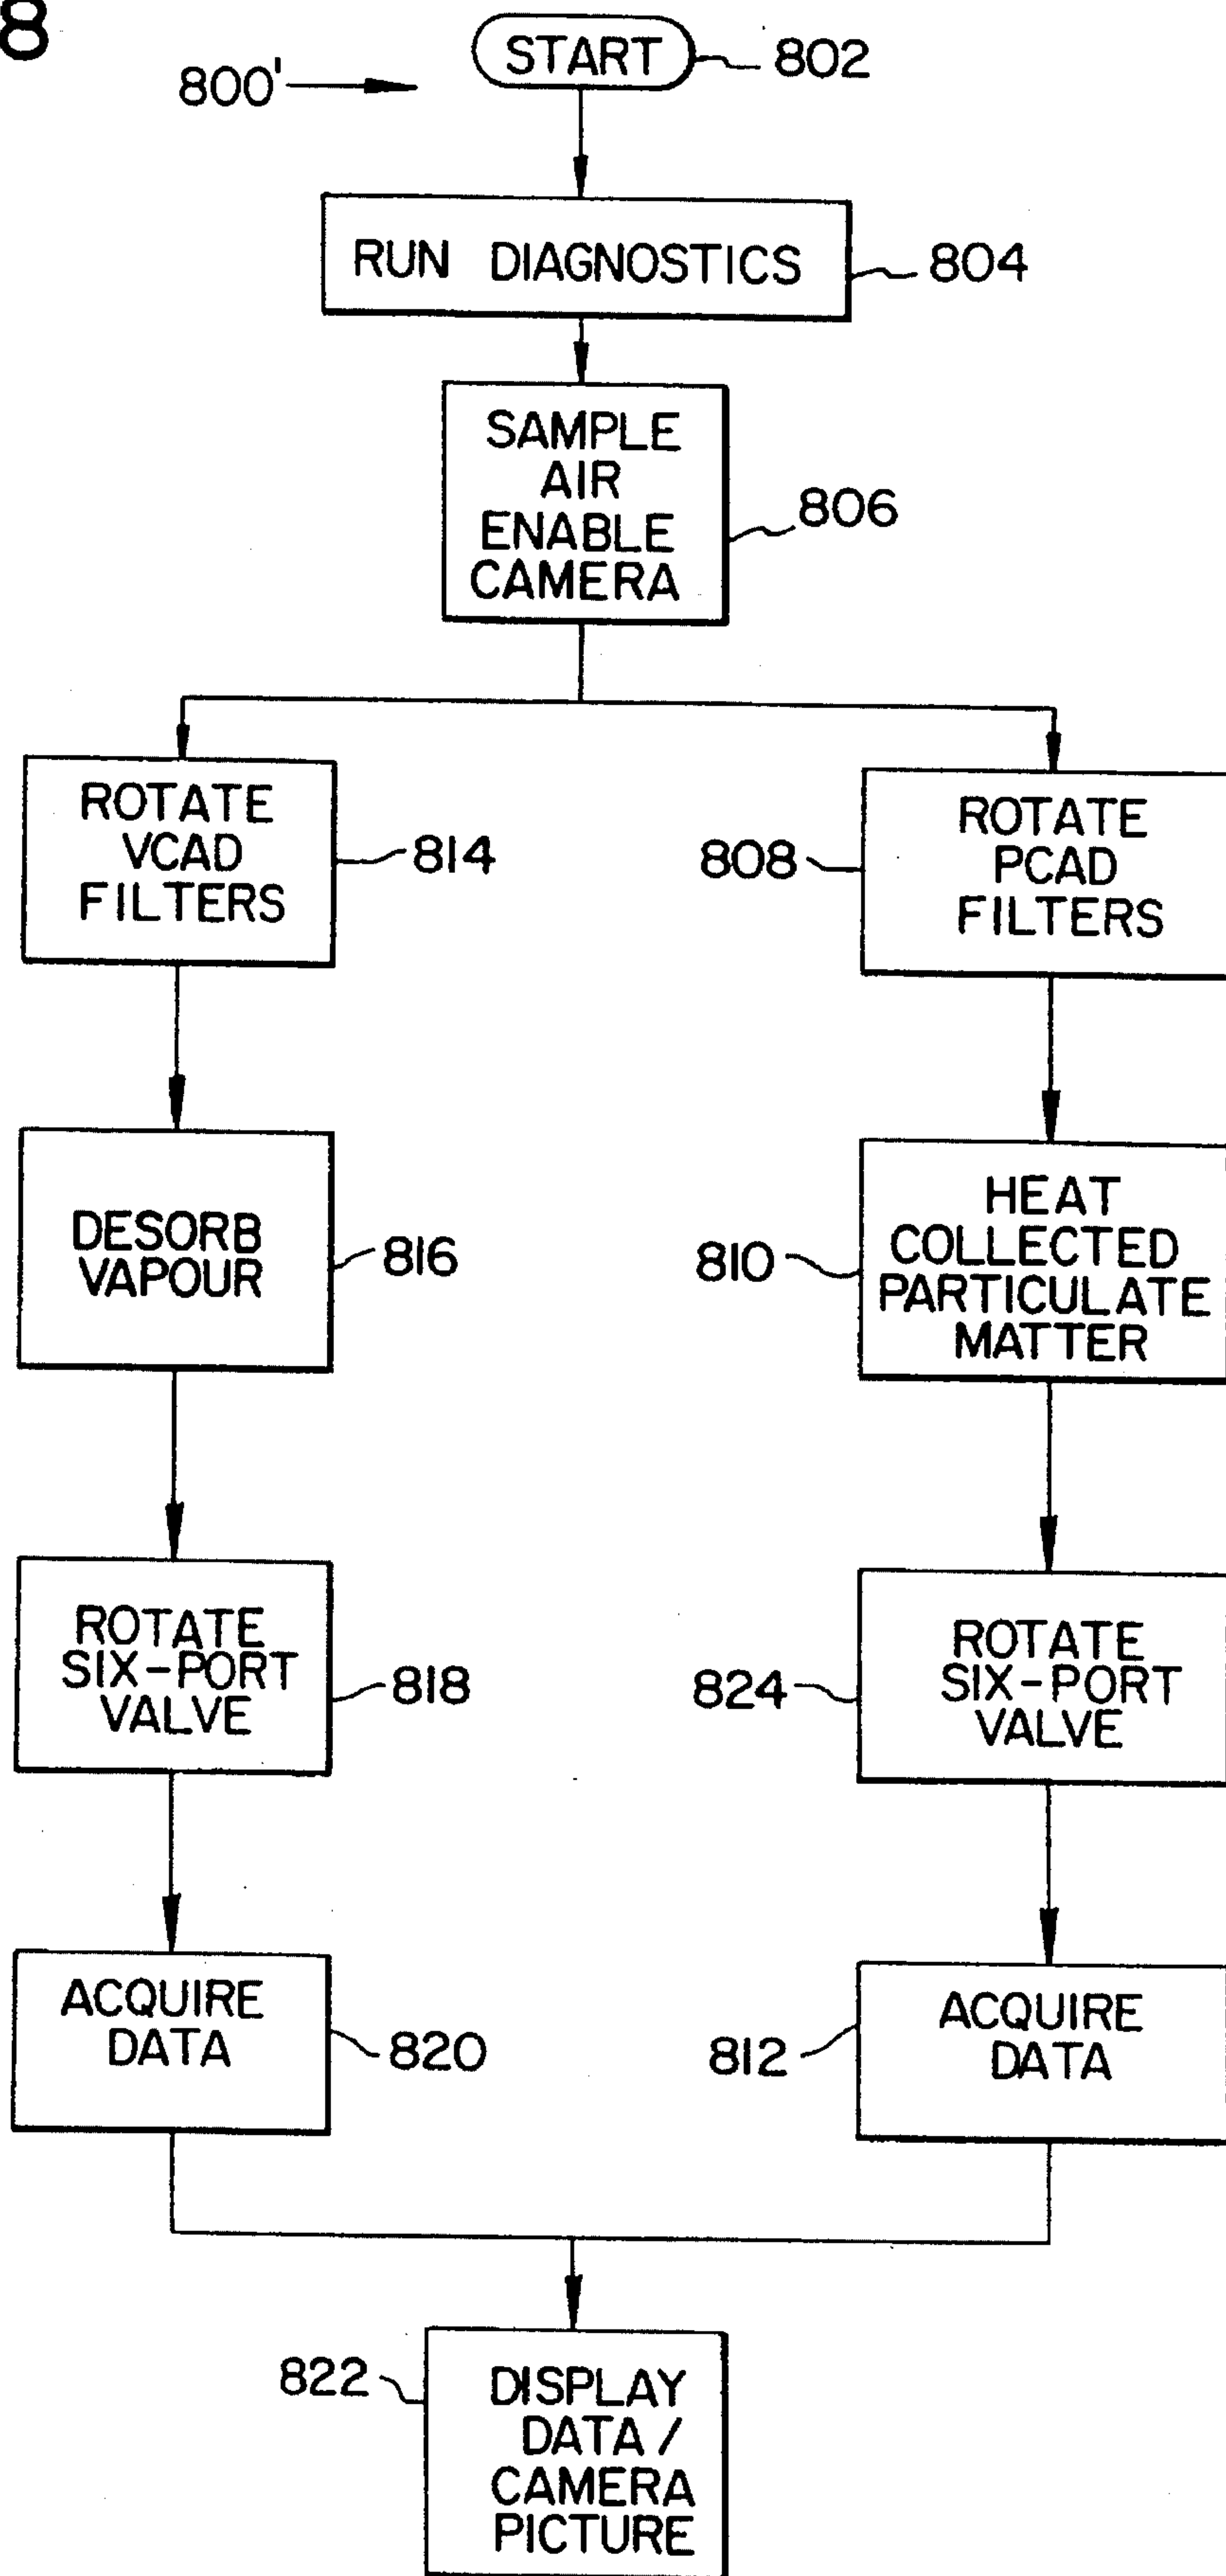 8
800'
START
802
RUN DIAGNOSTICS
804
SAMPLE
AIR
ENABLE
CAMERA
806
ROTATE
VCAD
FILTERS
814
808
ROTATE
PCAD
FILTERS
DESORB
VAPOUR
816
810
HEAT
COLLECTED
PARTICULATE
MATTER
ROTATE
SIX-PORT
VALVE
818
824
ROTATE
SIX-PORT
VALVE
ACQUIRE
DATA
820
812
ACQUIRE
DATA
822
DISPLAY
DATA/
CAMERA
PICTURE